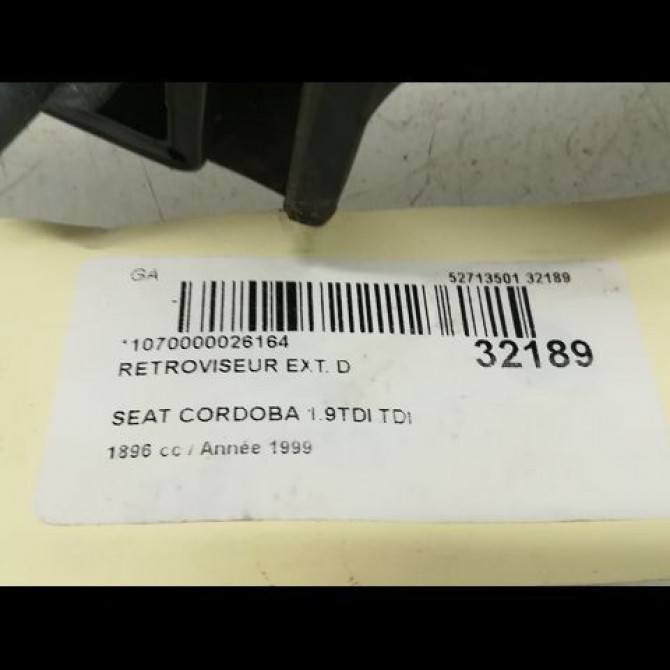 GA 52713501 32189
*1070000026164 32189
RETROVISEUR EXT. D
SEAT CORDOBA 1.9TDI TDI
1896 cc / Année 1999